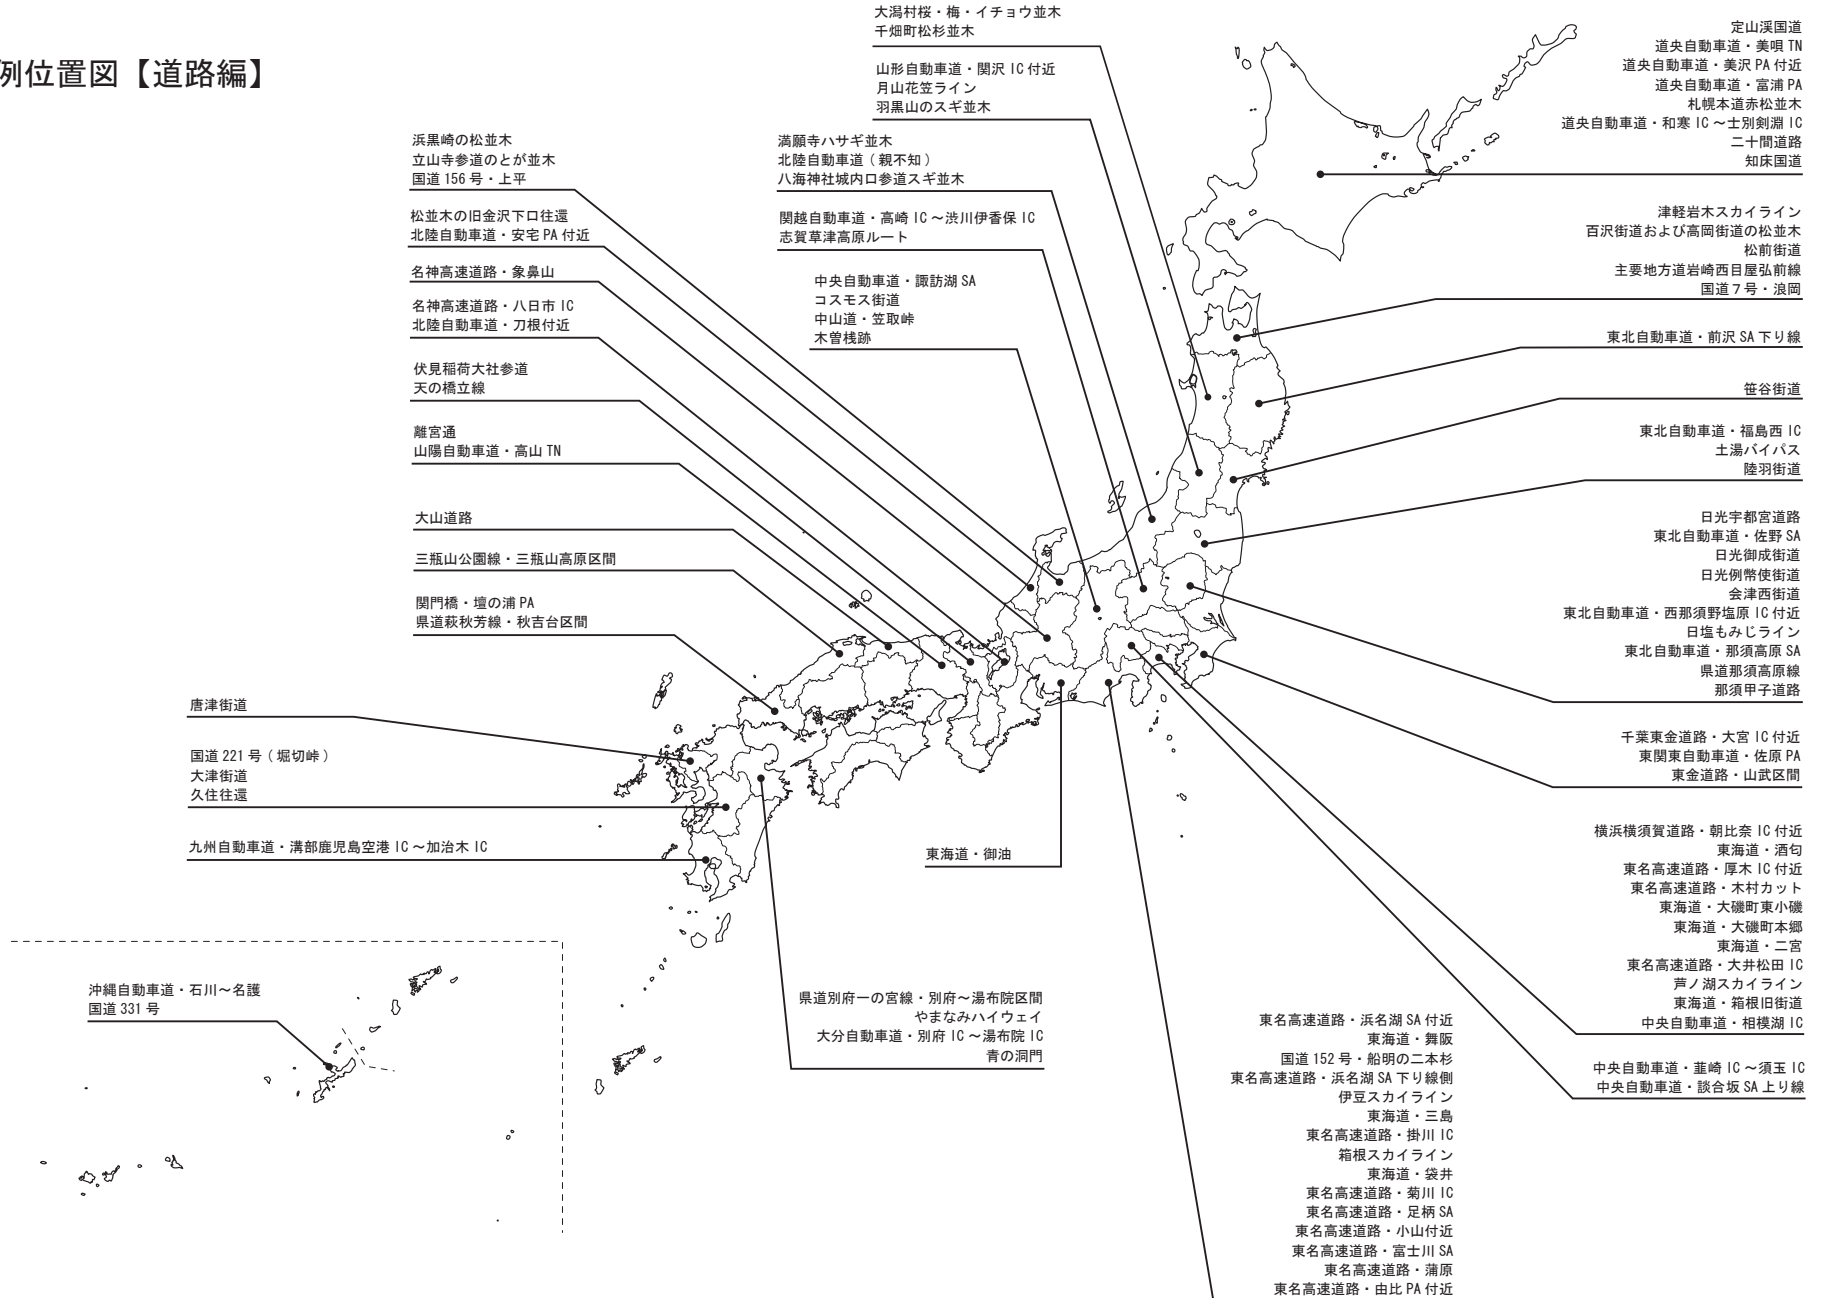 例位置図【道路編】
大潟村桜・梅・イチョウ並木
千畑町松杉並木
山形自動車道・関沢 IC 付近
月山花笠ライン
羽黒山のスギ並木
満願寺ハサギ並木
北陸自動車道 ( 親不知 )
八海神社城内口参道スギ並木
関越自動車道・高崎 IC ～渋川伊香保 IC
志賀草津高原ルート
中央自動車道・諏訪湖 SA
コスモス街道
中山道・笠取峠
木曽桟跡
浜黒崎の松並木
立山寺参道のとが並木
国道 156 号・上平
松並木の旧金沢下口往還
北陸自動車道・安宅 PA 付近
名神高速道路・象鼻山
名神高速道路・八日市 IC
北陸自動車道・刀根付近
伏見稲荷大社参道
天の橋立線
離宮通
山陽自動車道・高山 TN
大山道路
三瓶山公園線・三瓶山高原区間
関門橋・壇の浦 PA
県道萩秋芳線・秋吉台区間
唐津街道
国道 221 号 ( 堀切峠 )
大津街道
久住往還
九州自動車道・溝部鹿児島空港 IC ～加治木 IC
沖縄自動車道・石川～名護
国道 331 号
県道別府一の宮線・別府～湯布院区間
やまなみハイウェイ
大分自動車道・別府 IC ～湯布院 IC
青の洞門
東海道・御油
定山渓国道
道央自動車道・美唄 TN
道央自動車道・美沢 PA 付近
道央自動車道・富浦 PA
札幌本道赤松並木
道央自動車道・和寒 IC ～士別剣淵 IC
二十間道路
知床国道
津軽岩木スカイライン
百沢街道および高岡街道の松並木
松前街道
主要地方道岩崎西目屋弘前線
国道７号・浪岡
東北自動車道・前沢 SA 下り線
笹谷街道
東北自動車道・福島西 IC
土湯バイパス
陸羽街道
日光宇都宮道路
東北自動車道・佐野 SA
日光御成街道
日光例幣使街道
会津西街道
東北自動車道・西那須野塩原 IC 付近
日塩もみじライン
東北自動車道・那須高原 SA
県道那須高原線
那須甲子道路
千葉東金道路・大宮 IC 付近
東関東自動車道・佐原 PA
東金道路・山武区間
横浜横須賀道路・朝比奈 IC 付近
東海道・酒匂
東名高速道路・厚木 IC 付近
東名高速道路・木村カット
東海道・大磯町東小磯
東海道・大磯町本郷
東海道・二宮
東名高速道路・大井松田 IC
芦ノ湖スカイライン
東海道・箱根旧街道
中央自動車道・相模湖 IC
中央自動車道・韮崎 IC ～須玉 IC
中央自動車道・談合坂 SA 上り線
東名高速道路・浜名湖 SA 付近
東海道・舞阪
国道 152 号・船明の二本杉
東名高速道路・浜名湖 SA 下り線側
伊豆スカイライン
東海道・三島
東名高速道路・掛川 IC
箱根スカイライン
東海道・袋井
東名高速道路・菊川 IC
東名高速道路・足柄 SA
東名高速道路・小山付近
東名高速道路・富士川 SA
東名高速道路・蒲原
東名高速道路・由比 PA 付近